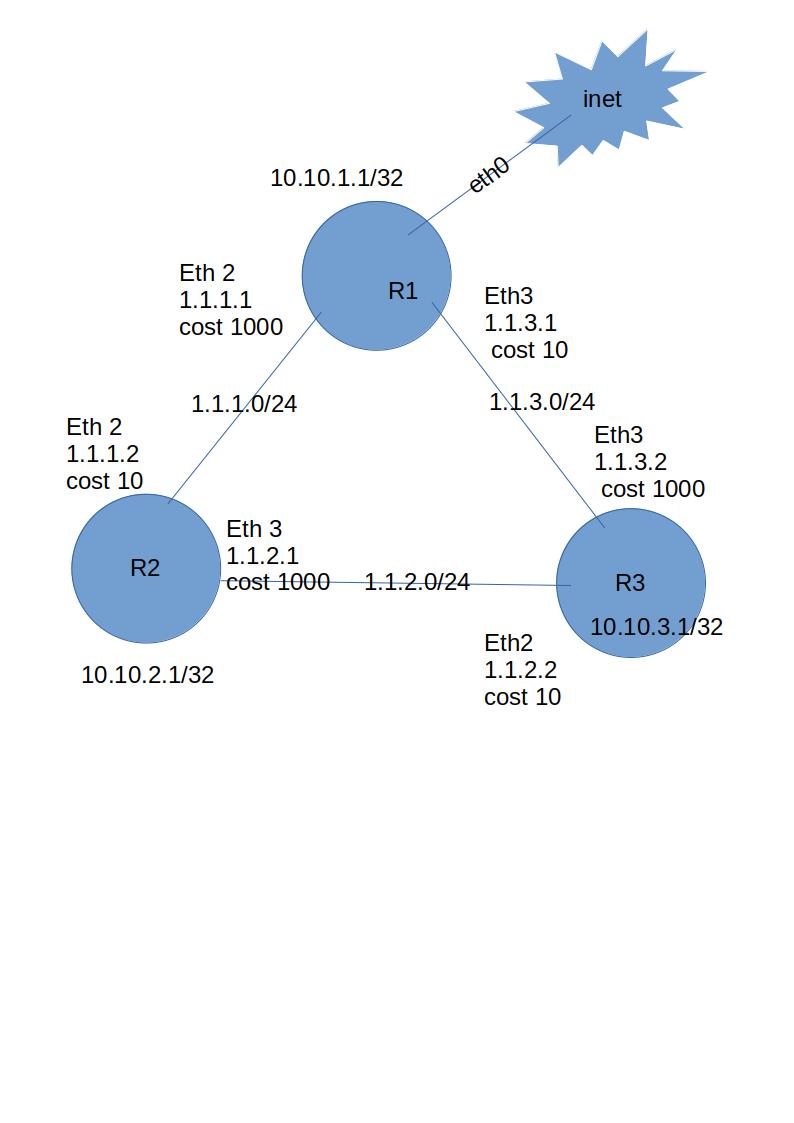 inet
eth0
10.10.1.1/32
R1
Eth 2
1.1.1.1
cost 1000
Eth3
1.1.3.1
cost 10
1.1.1.0/24
1.1.3.0/24
Eth 2
1.1.1.2
cost 10
Eth3
1.1.3.2
cost 1000
R2
Eth 3
1.1.2.1
cost 1000
1.1.2.0/24
R3
10.10.3.1/32
Eth2
1.1.2.2
cost 10
10.10.2.1/32